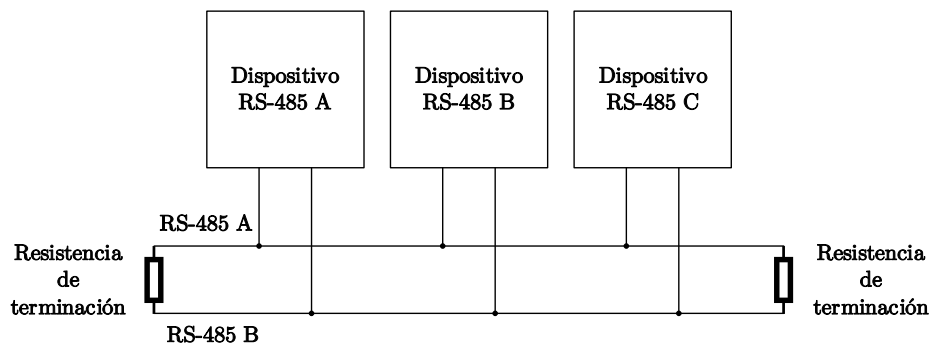 Dispositivo
RS-485 A
Dispositivo
RS-485 B
Dispositivo
RS-485 C
RS-485 A
Resistencia
de
terminación
Resistencia
de
terminación
RS-485 B